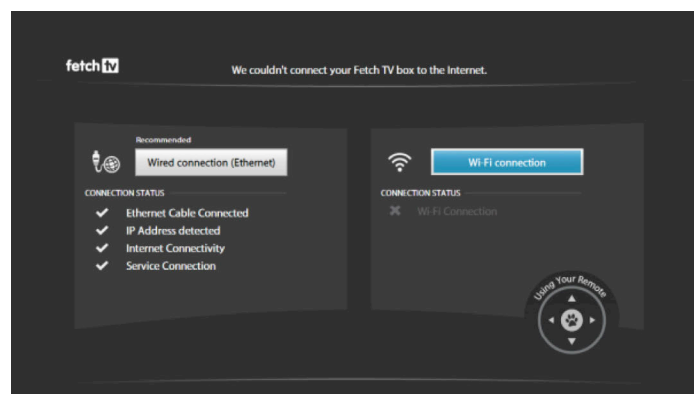 fetch tv
We couldn't connect your Fetch TV box to the Internet.
Recommended
Wired connection (Ethernet)
CONNECTION STATUS
Ethernet Cable Connected
IP Address detected
Internet Connectivity
Service Connection
Wi-Fi connection
CONNECTION STATUS
Wi-Fi Connection
Using Your Remote